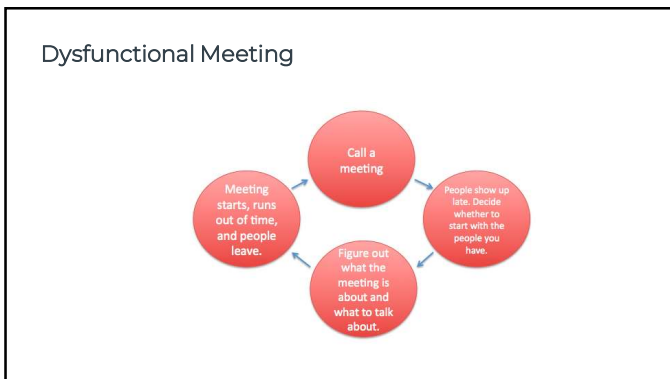 Dysfunctional Meeting
Call a
meeting
People show up
late. Decide
whether to
start with the
people you
have.
Figure out
what the
meeting is
about and
what to talk
about.
Meeting
starts, runs
out of time,
and people
leave.